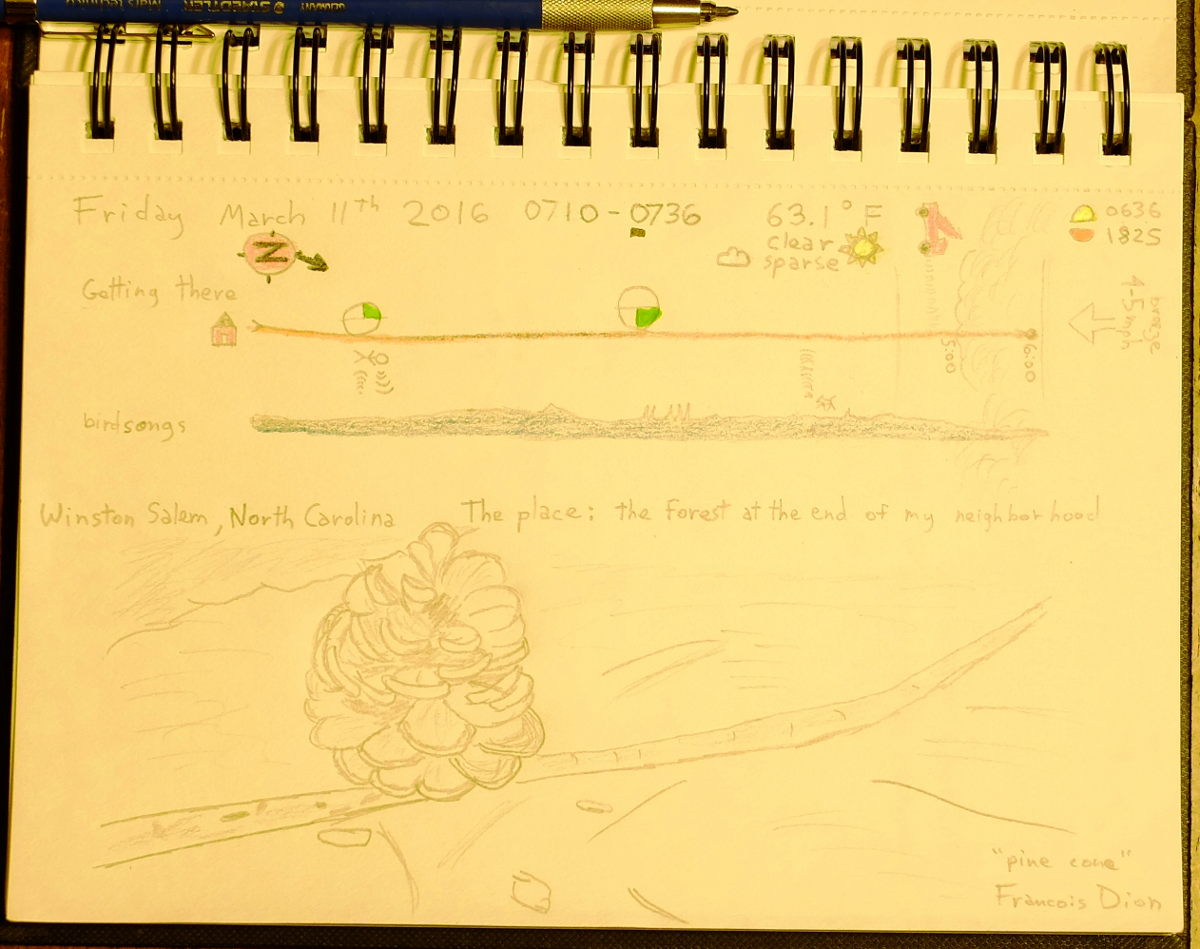 STAEDTLER Mars technico GERMANY
Friday March 11th 2016 0710-0736 63.1° F
0636
1825
clear
sparse
N
Getting there
breeze
4-5 mph
5:00
6:00
birdsongs
Winston Salem, North Carolina The place: the forest at the end of my neighborhood
"pine cone"
Francois Dion